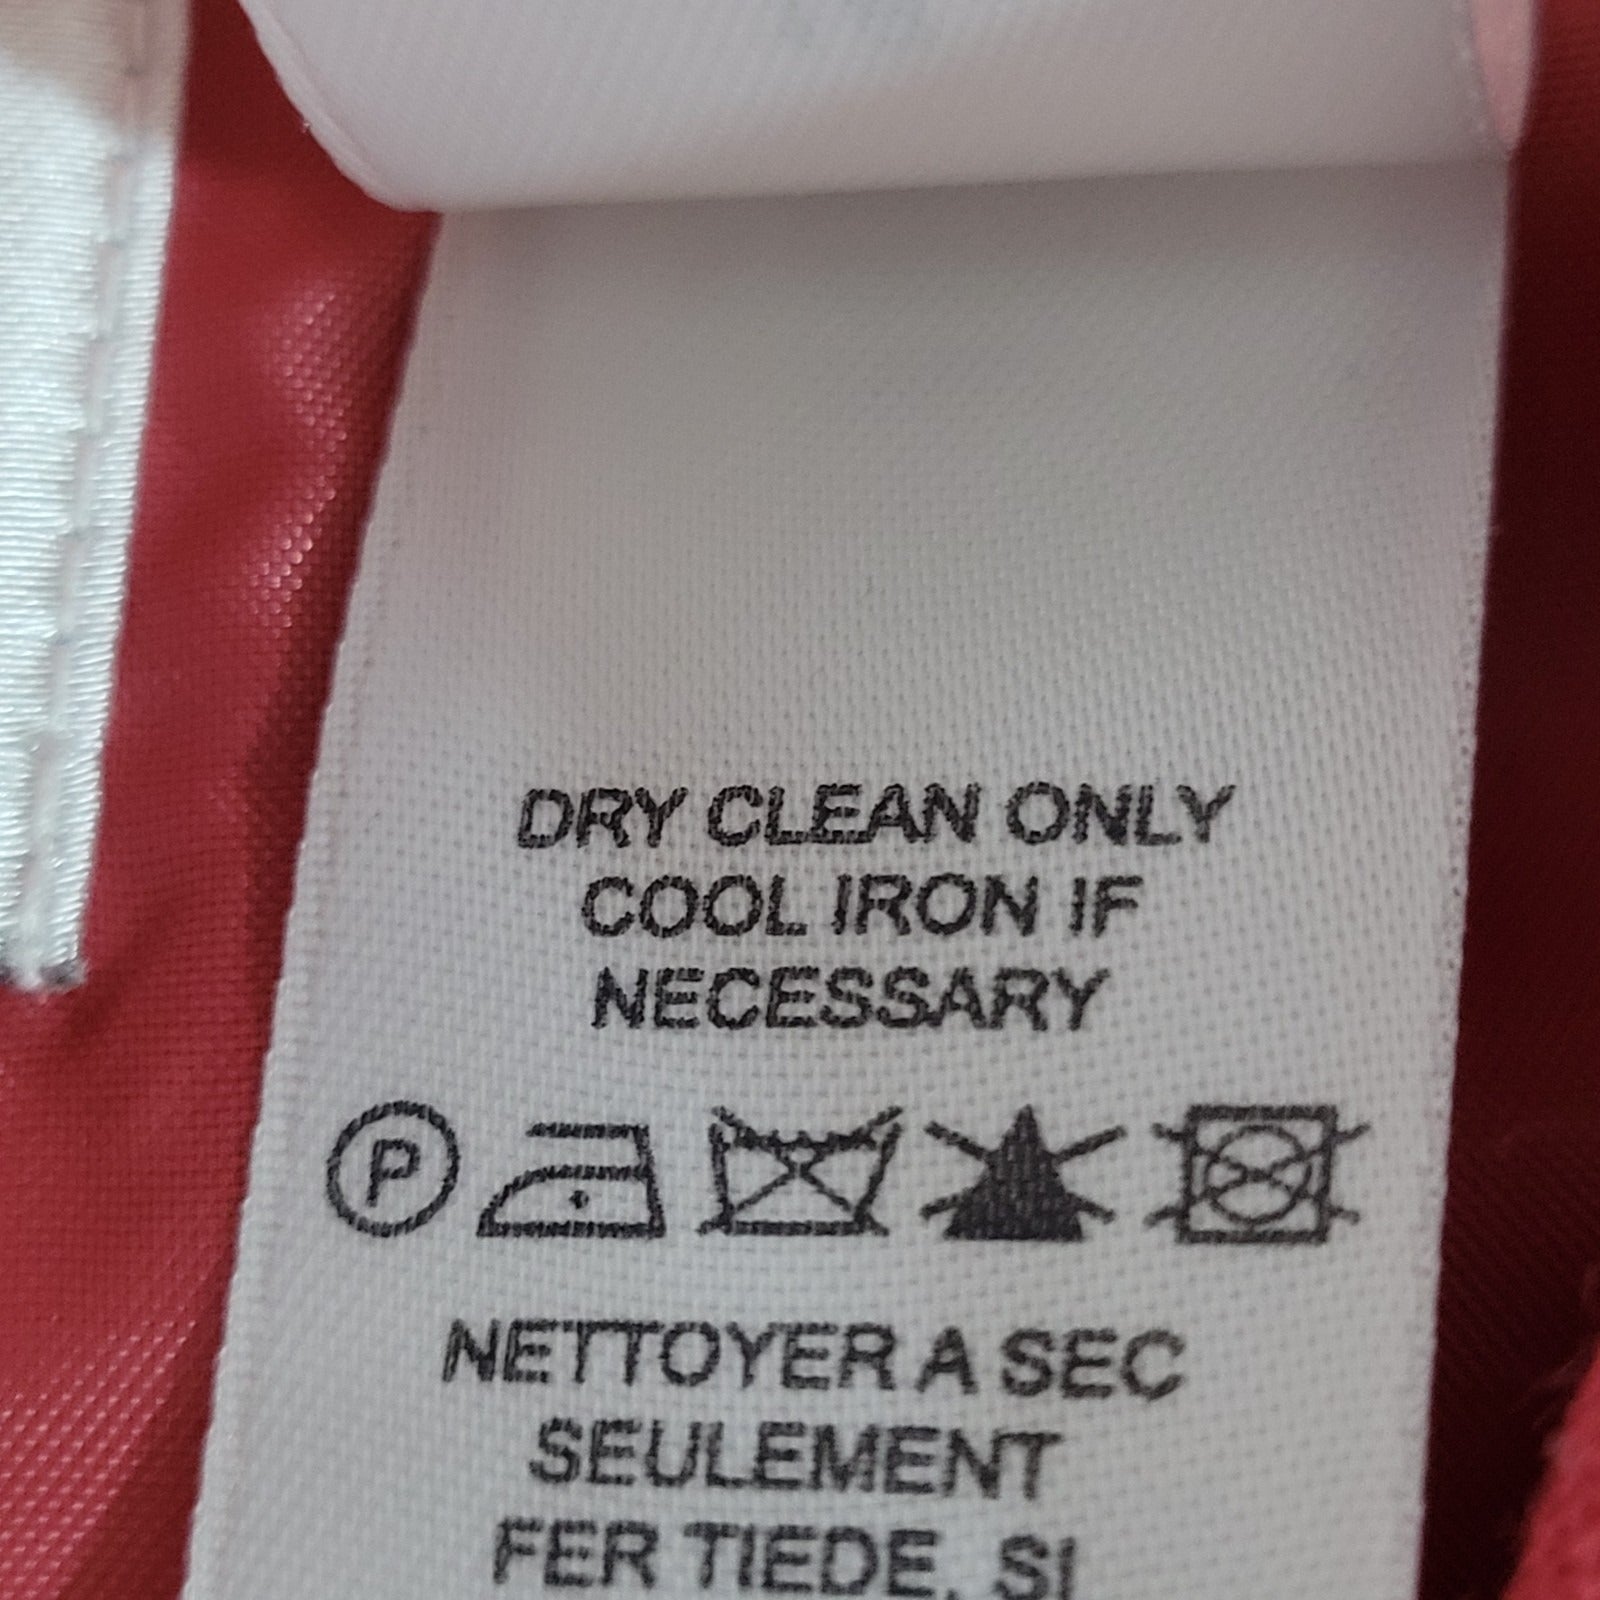 DRY CLEAN ONLY
COOL IRON IF
NECESSARY
P
NETTOYER A SEC
SEULEMENT
FER TIEDE, SI